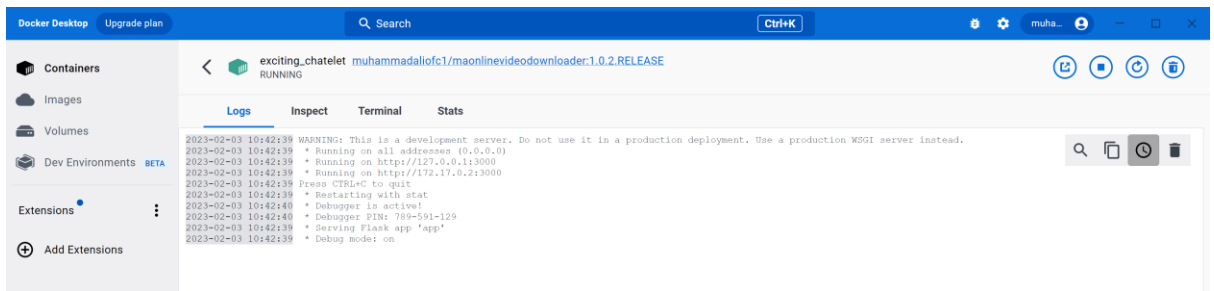 Docker Desktop Upgrade plan Search Ctrl+K muha...
Containers
Images
Volumes
Dev Environments BETA
Extensions
Add Extensions
exciting_chatelet muhammadaliofc1/maonlinevideodownloader:1.0.2.RELEASE
RUNNING
Logs Inspect Terminal Stats
2023-02-03 10:42:39 WARNING: This is a development server. Do not use it in a production deployment. Use a production WSGI server instead.
2023-02-03 10:42:39 * Running on all addresses (0.0.0.0)
2023-02-03 10:42:39 * Running on http://127.0.0.1:3000
2023-02-03 10:42:39 * Running on http://172.17.0.2:3000
2023-02-03 10:42:39 Press CTRL+C to quit
2023-02-03 10:42:39 * Restarting with stat
2023-02-03 10:42:40 * Debugger is active!
2023-02-03 10:42:40 * Debugger PIN: 789-591-129
2023-02-03 10:42:39 * Serving Flask app 'app'
2023-02-03 10:42:39 * Debug mode: on